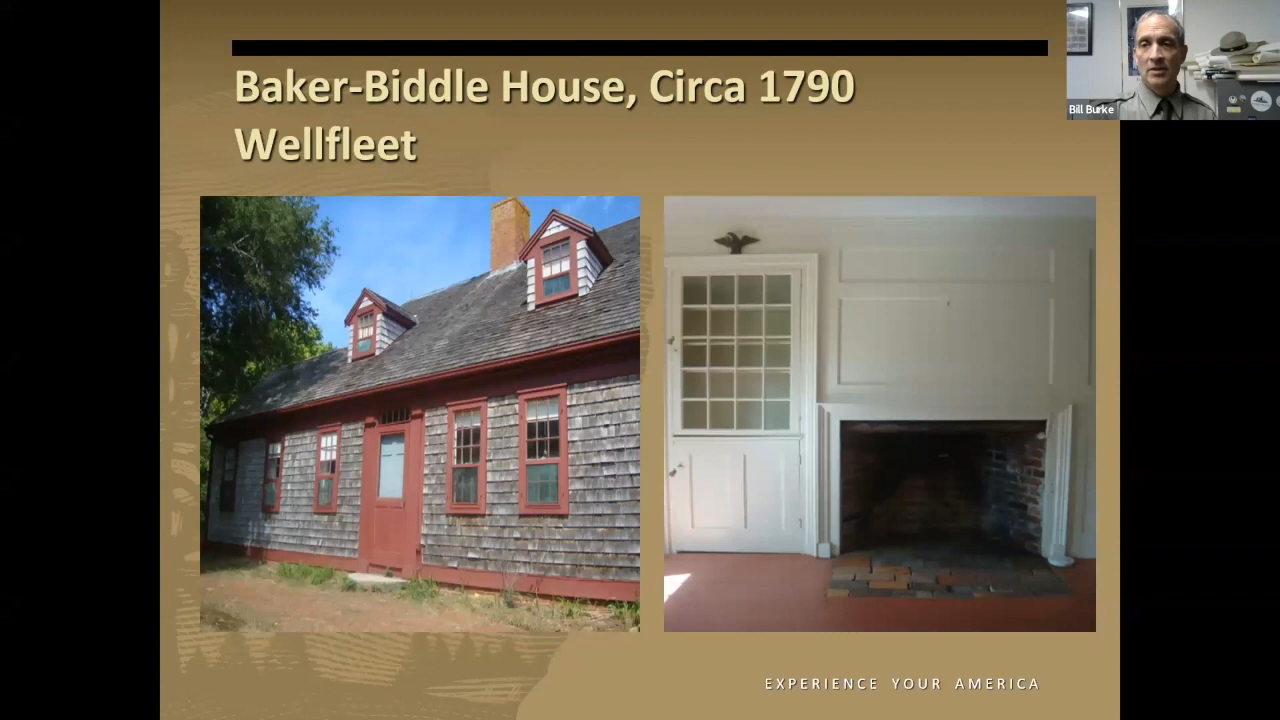 Baker-Biddle House, Circa 1790
Wellfleet
Bill Burke
EXPERIENCE YOUR AMERICA